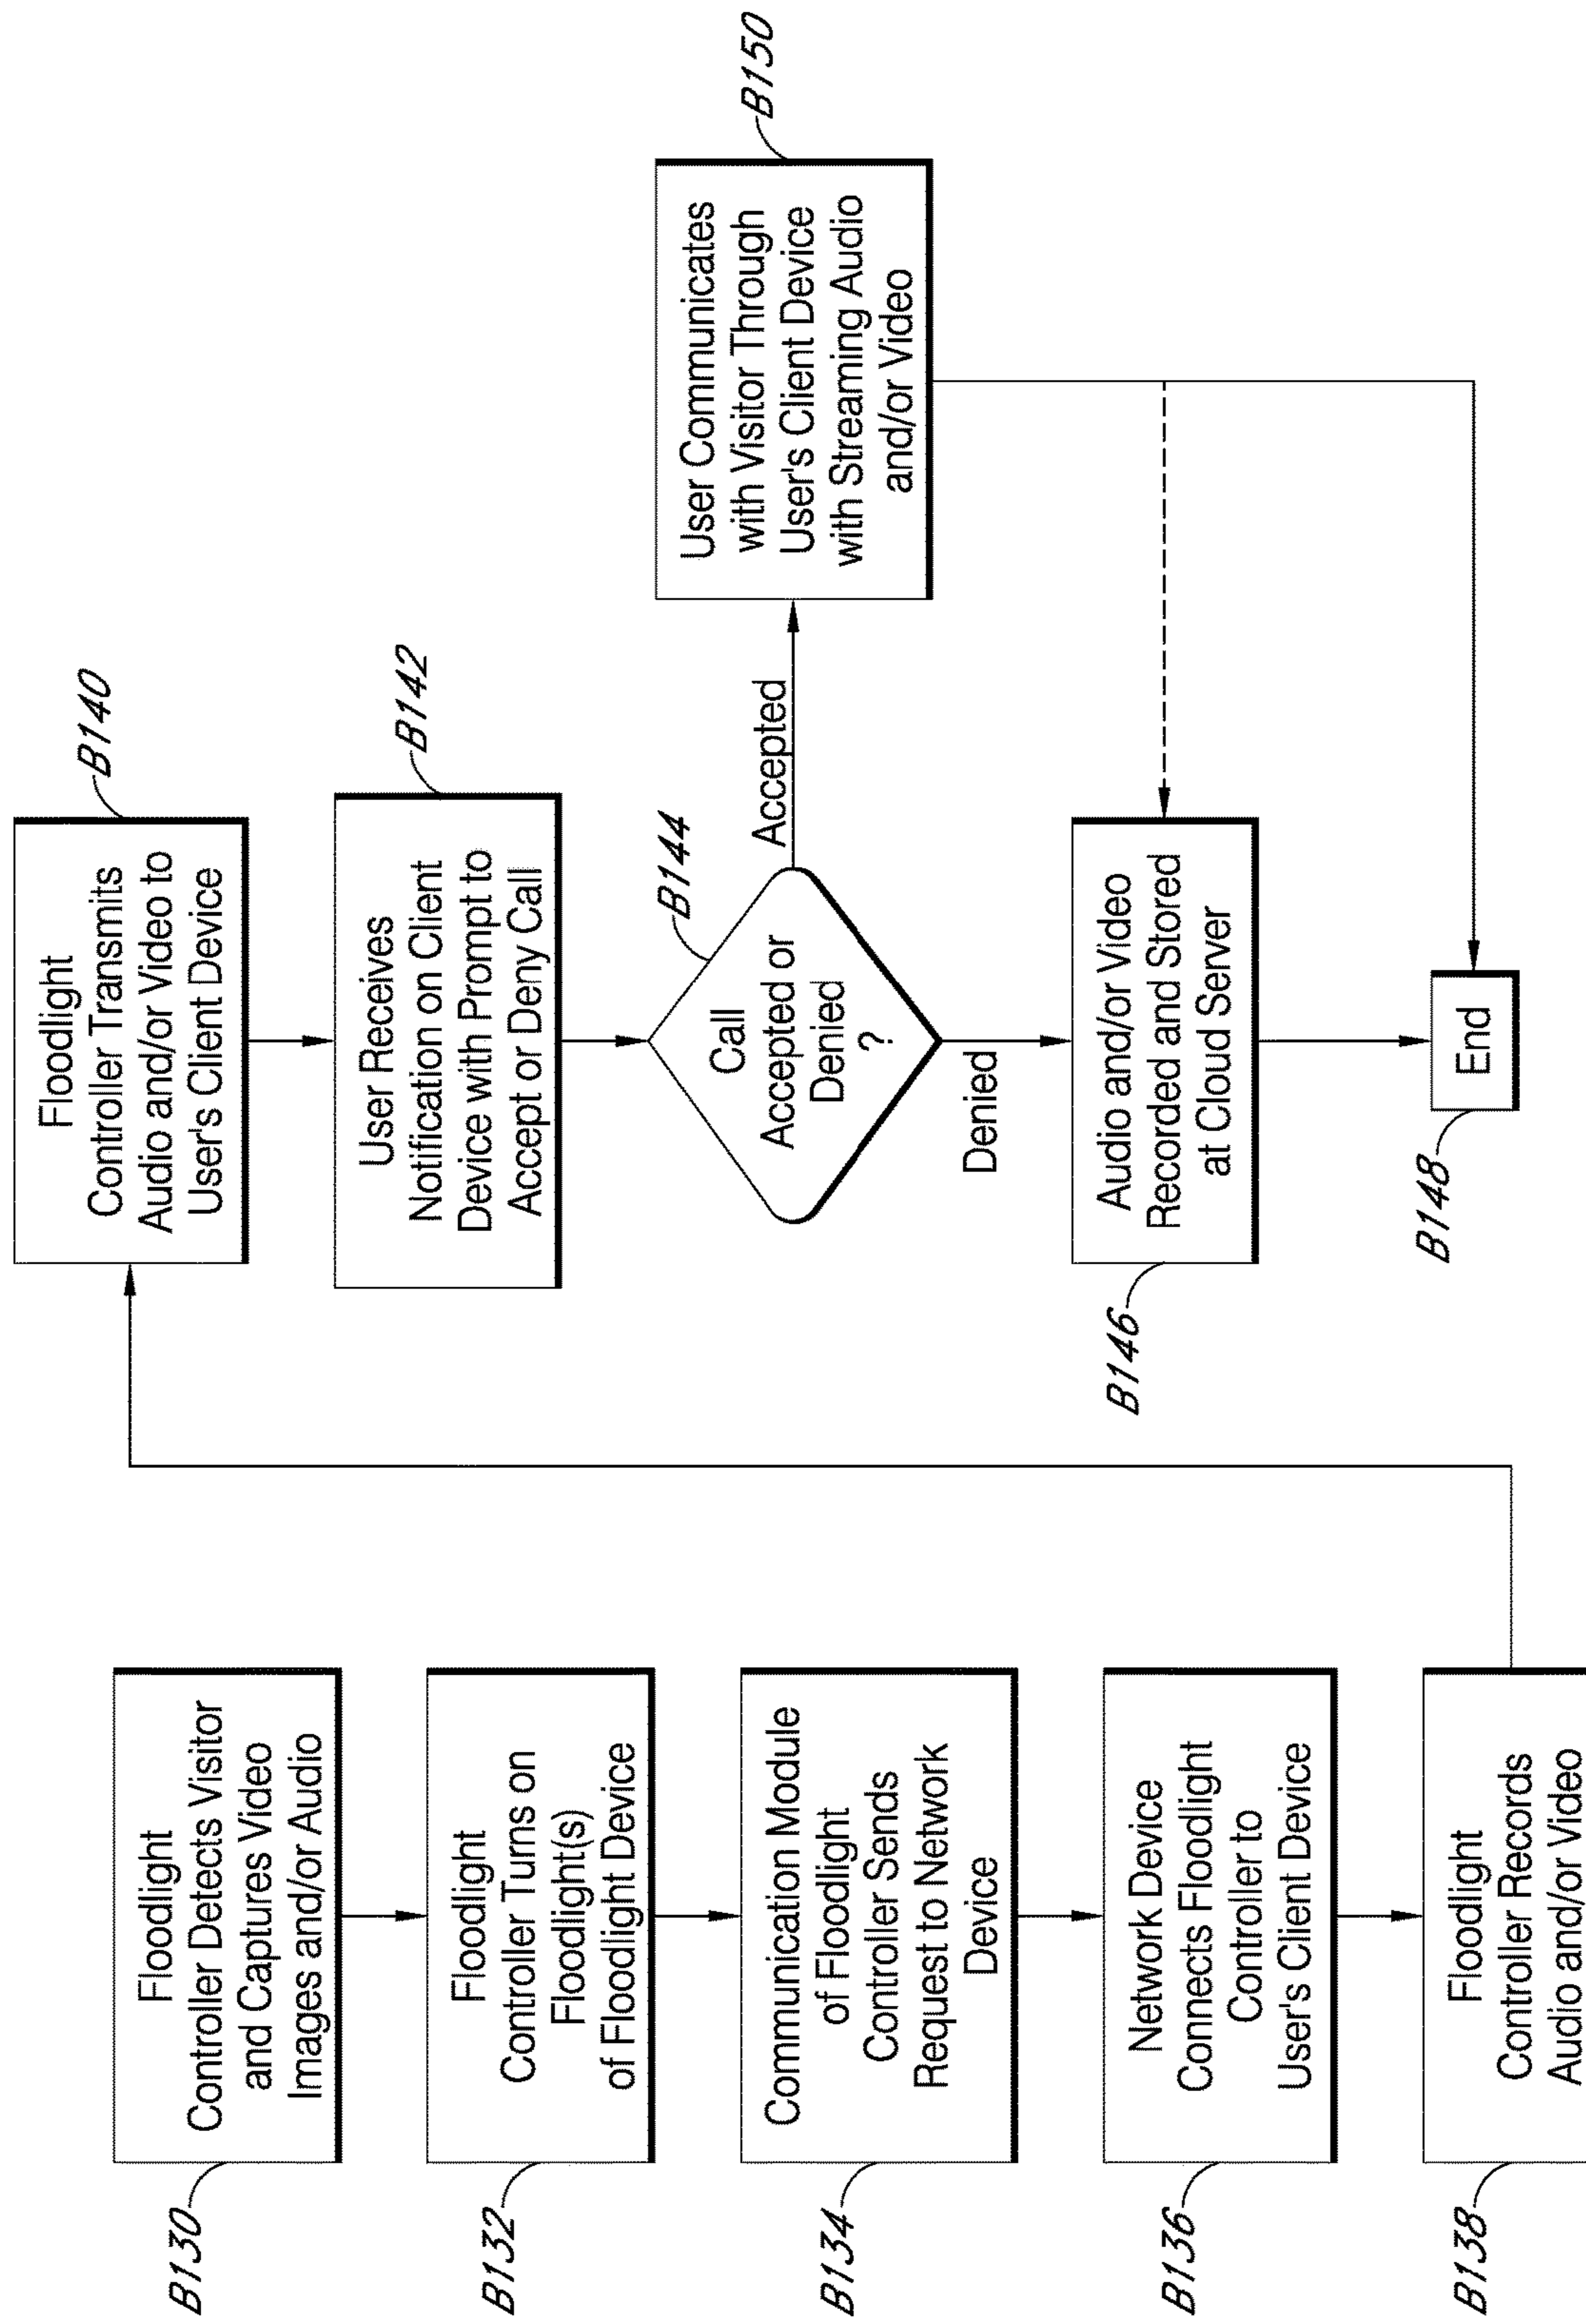 Floodlight
Controller Detects Visitor
and Captures Video
Images and/or Audio
B130
Floodlight
Controller Turns on
Floodlight(s)
of Floodlight Device
B132
Communication Module
of Floodlight
Controller Sends
Request to Network
Device
B134
Network Device
Connects Floodlight
Controller to
User's Client Device
B136
Floodlight
Controller Records
Audio and/or Video
B138
Floodlight
Controller Transmits
Audio and/or Video to
User's Client Device
B140
User Receives
Notification on Client
Device with Prompt to
Accept or Deny Call
B142
Call
Accepted or
Denied
?
B144
Accepted
Denied
User Communicates
with Visitor Through
User's Client Device
with Streaming Audio
and/or Video
B150
Audio and/or Video
Recorded and Stored
at Cloud Server
B146
End
B148